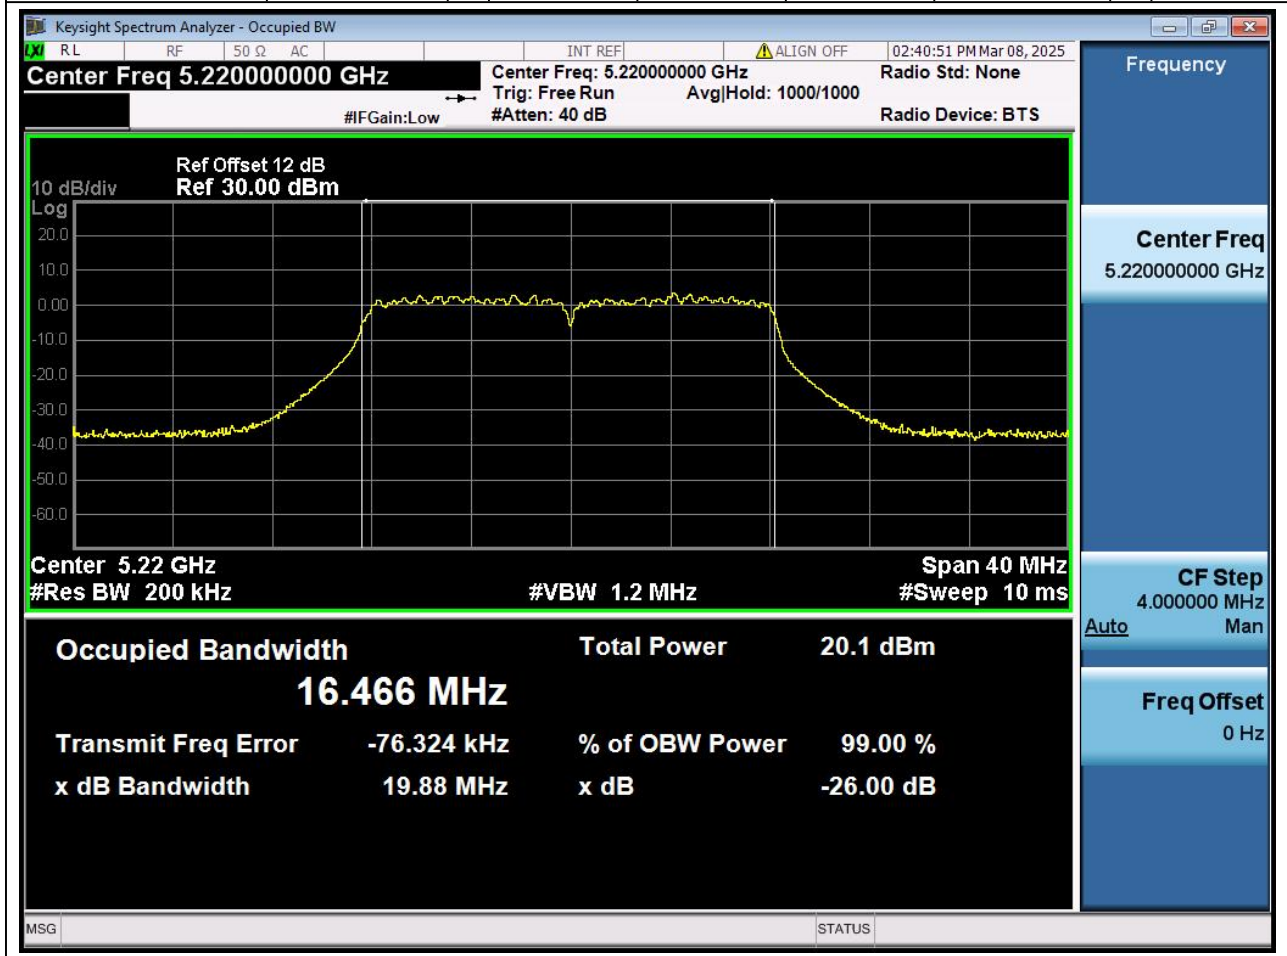 Keysight Spectrum Analyzer - Occupied BW
LXI RL RF 50 Ω AC INT REF ALIGN OFF 02:40:51 PM Mar 08, 2025
Center Freq 5.220000000 GHz
Center Freq: 5.220000000 GHz
Radio Std: None
Trig: Free Run Avg|Hold: 1000/1000
#IFGain:Low
#Atten: 40 dB
Radio Device: BTS
Frequency
Ref Offset 12 dB
10 dB/div Ref 30.00 dBm
Log
20.0
10.0
0.00
-10.0
-20.0
-30.0
-40.0
-50.0
-60.0
Center 5.22 GHz Span 40 MHz
#Res BW 200 kHz #VBW 1.2 MHz #Sweep 10 ms
Occupied Bandwidth Total Power 20.1 dBm
16.466 MHz
Transmit Freq Error -76.324 kHz % of OBW Power 99.00 %
x dB Bandwidth 19.88 MHz x dB -26.00 dB
Center Freq
5.220000000 GHz
CF Step
4.000000 MHz
Auto Man
Freq Offset
0 Hz
MSG STATUS